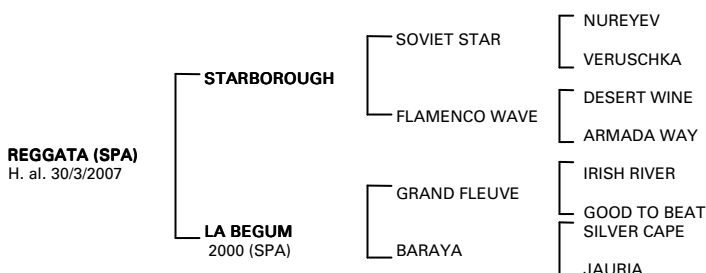 NUREYEV
SOVIET STAR
VERUSCHKA
STARBOROUGH
DESERT WINE
FLAMENCO WAVE
ARMADA WAY
REGGATA (SPA)
H. al. 30/3/2007
IRISH RIVER
GRAND FLEUVE
GOOD TO BEAT
LA BEGUM
2000 (SPA)
SILVER CAPE
BARAYA
JAURIA